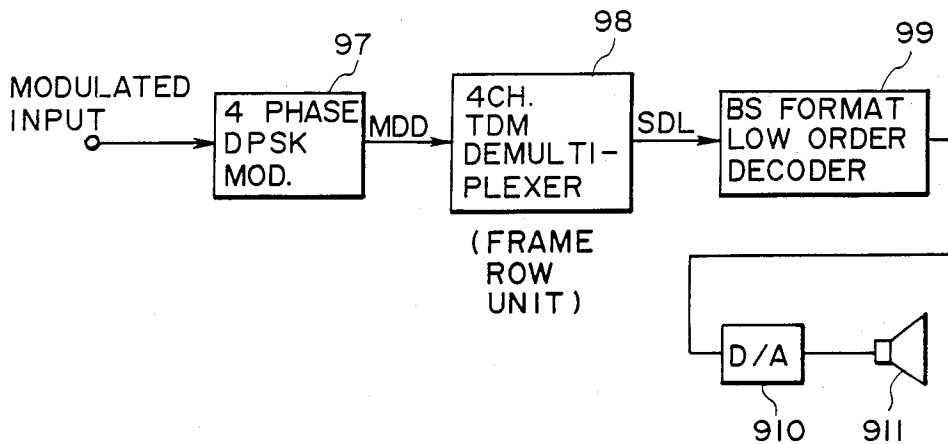 97
98
99
MODULATED
INPUT
4 PHASE
DPSK
MOD.
MDD
4CH.
TDM
DEMULTI-
PLEXER
SDL
BS FORMAT
LOW ORDER
DECODER
(FRAME
ROW
UNIT)
D/A
910
911